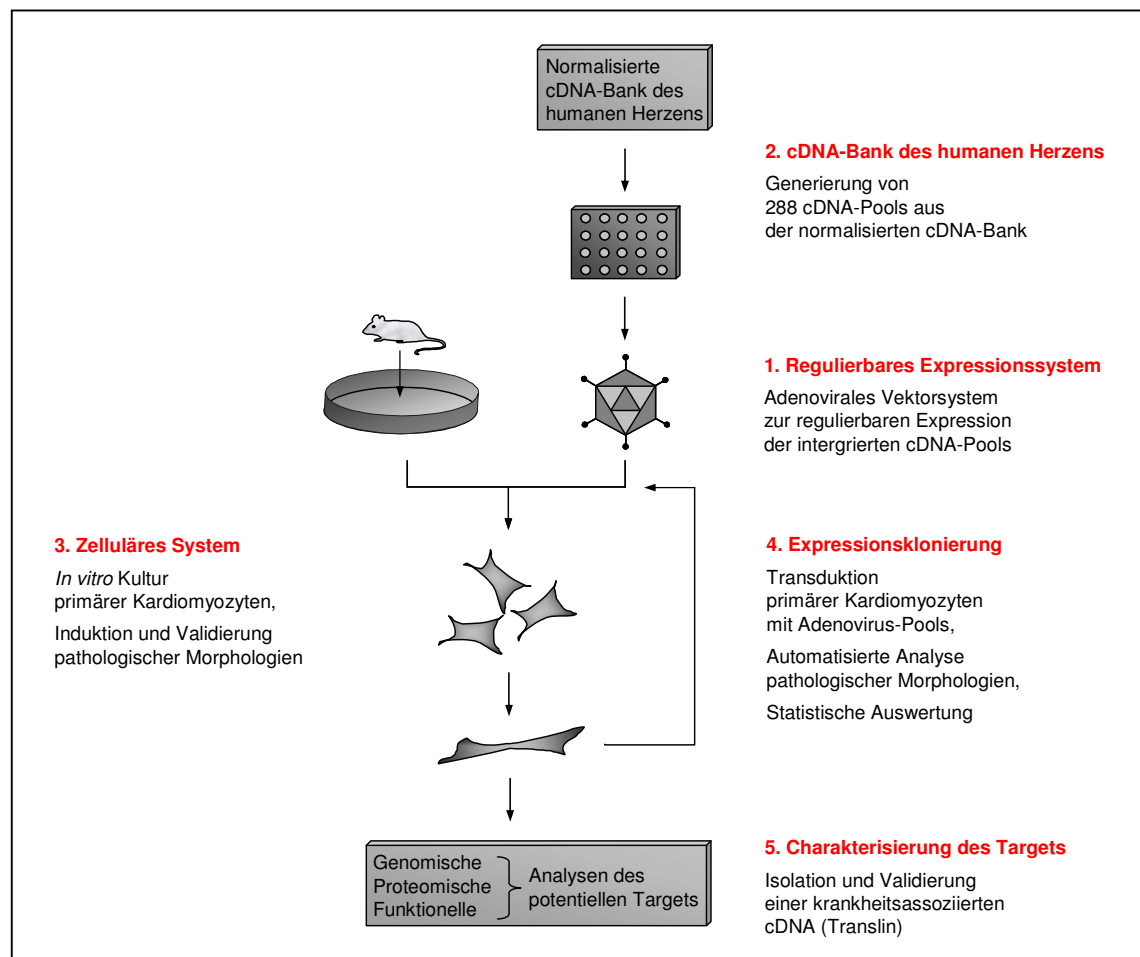 Normalisierte
cDNA-Bank des
humanen Herzens
2. cDNA-Bank des humanen Herzens
Generierung von
288 cDNA-Pools aus
der normalisierten cDNA-Bank
1. Regulierbares Expressionssystem
Adenovirales Vektorsystem
zur regulierbaren Expression
der intergrierten cDNA-Pools
3. Zelluläres System
In vitro Kultur
primärer Kardiomyozyten,
Induktion und Validierung
pathologischer Morphologien
4. Expressionsklonierung
Transduktion
primärer Kardiomyozyten
mit Adenovirus-Pools,
Automatisierte Analyse
pathologischer Morphologien,
Statistische Auswertung
Genomische
Proteomische
Funktionelle
Analysen des
potentiellen Targets
5. Charakterisierung des Targets
Isolation und Validierung
einer krankheitsassoziierten
cDNA (Translin)